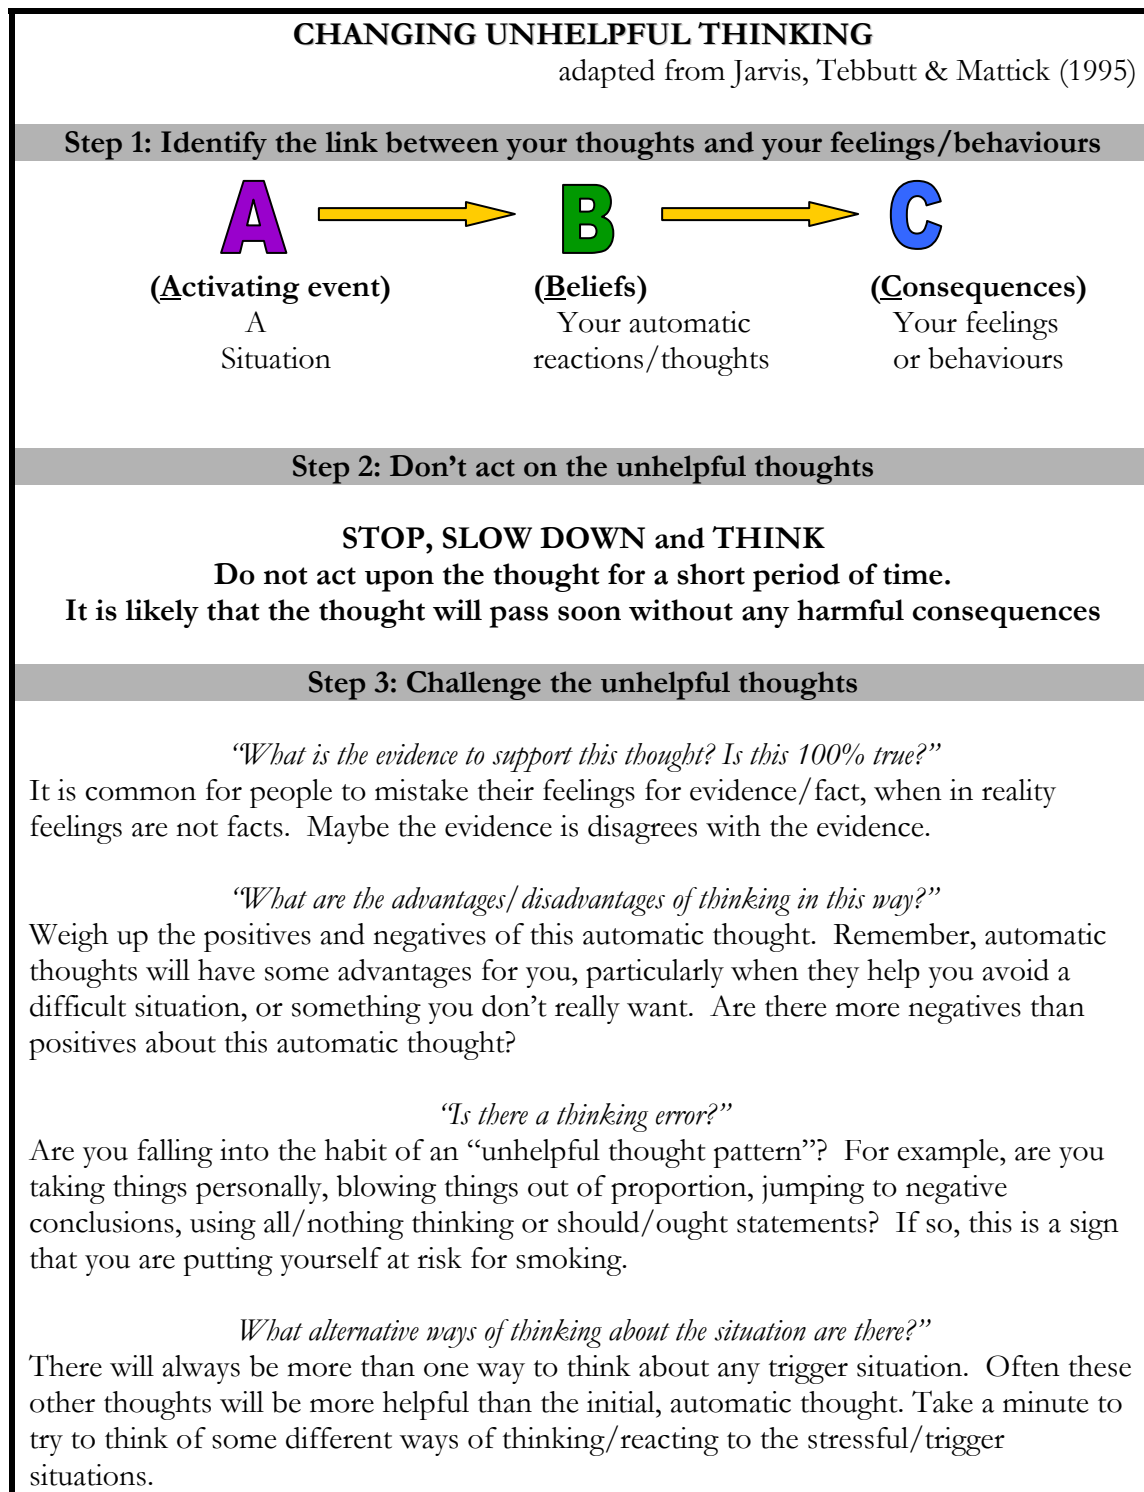 CHANGING UNHELPFUL THINKING
adapted from Jarvis, Tebbutt & Mattick (1995)
Step 1: Identify the link between your thoughts and your feelings/behaviours
A B C
(Activating event) (Beliefs) (Consequences)
A Your automatic Your feelings
Situation reactions/thoughts or behaviours
Step 2: Don’t act on the unhelpful thoughts
STOP, SLOW DOWN and THINK
Do not act upon the thought for a short period of time.
It is likely that the thought will pass soon without any harmful consequences
Step 3: Challenge the unhelpful thoughts
“What is the evidence to support this thought? Is this 100% true?”
It is common for people to mistake their feelings for evidence/fact, when in reality
feelings are not facts. Maybe the evidence is disagrees with the evidence.
“What are the advantages/disadvantages of thinking in this way?”
Weigh up the positives and negatives of this automatic thought. Remember, automatic
thoughts will have some advantages for you, particularly when they help you avoid a
difficult situation, or something you don’t really want. Are there more negatives than
positives about this automatic thought?
“Is there a thinking error?”
Are you falling into the habit of an “unhelpful thought pattern”? For example, are you
taking things personally, blowing things out of proportion, jumping to negative
conclusions, using all/nothing thinking or should/ought statements? If so, this is a sign
that you are putting yourself at risk for smoking.
What alternative ways of thinking about the situation are there?”
There will always be more than one way to think about any trigger situation. Often these
other thoughts will be more helpful than the initial, automatic thought. Take a minute to
try to think of some different ways of thinking/reacting to the stressful/trigger
situations.